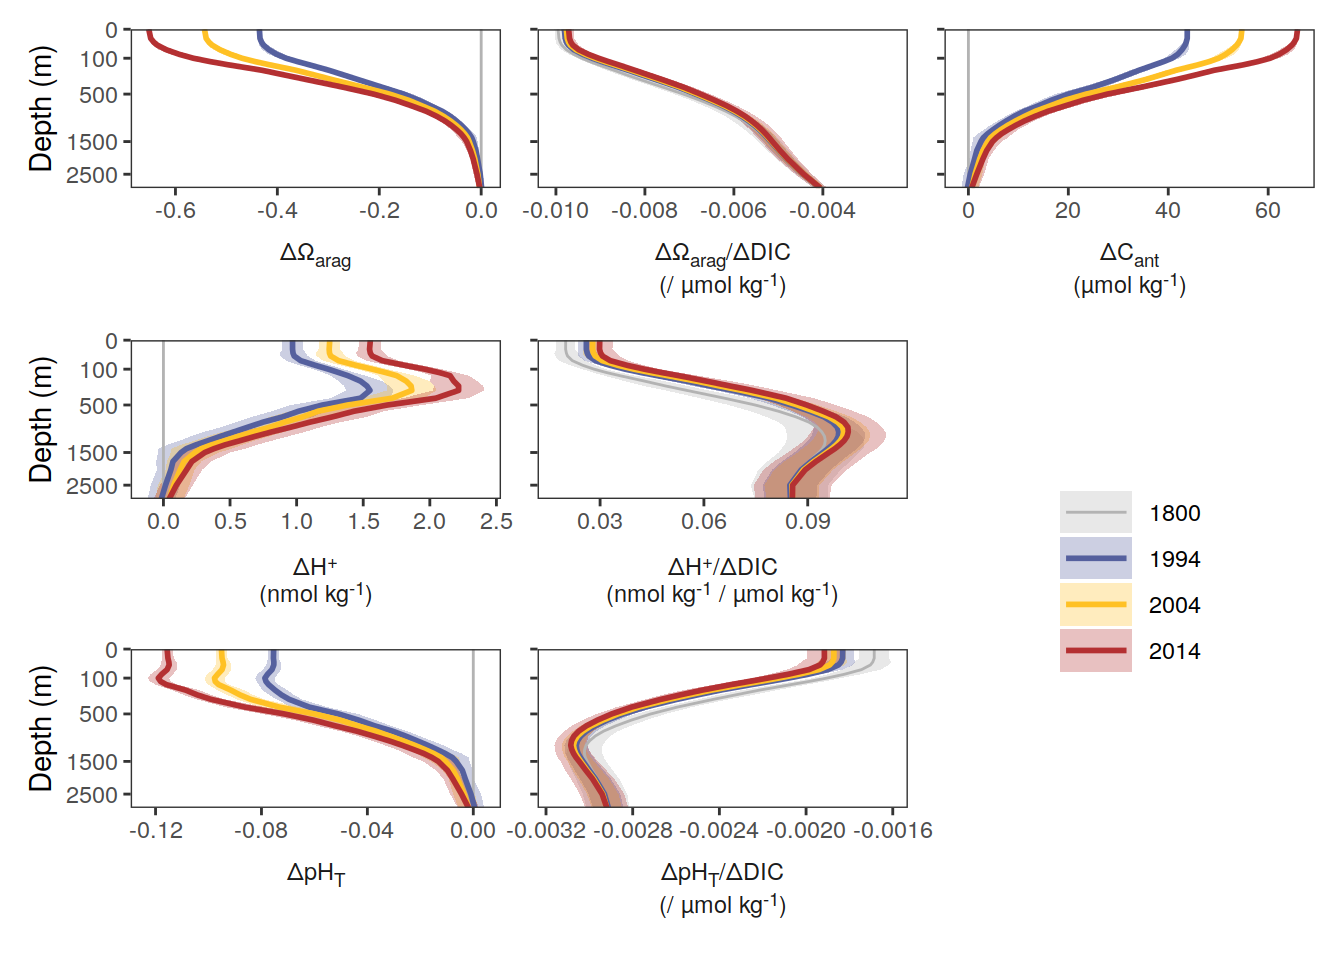 Depth (m)
0
100
500
1500
2500
-0.6 -0.4 -0.2 0.0
ΔΩarag
-0.010 -0.008 -0.006 -0.004
ΔΩarag/ΔDIC
(/ μmol kg-1)
0 20 40 60
ΔCant
(μmol kg-1)
Depth (m)
0
100
500
1500
2500
0.0 0.5 1.0 1.5 2.0 2.5
ΔH+
(nmol kg-1)
0.03 0.06 0.09
ΔH+/ΔDIC
(nmol kg-1 / μmol kg-1)
1800
1994
2004
2014
Depth (m)
0
100
500
1500
2500
-0.12 -0.08 -0.04 0.00
ΔpHT
-0.0032 -0.0028 -0.0024 -0.0020 -0.0016
ΔpHT/ΔDIC
(/ μmol kg-1)